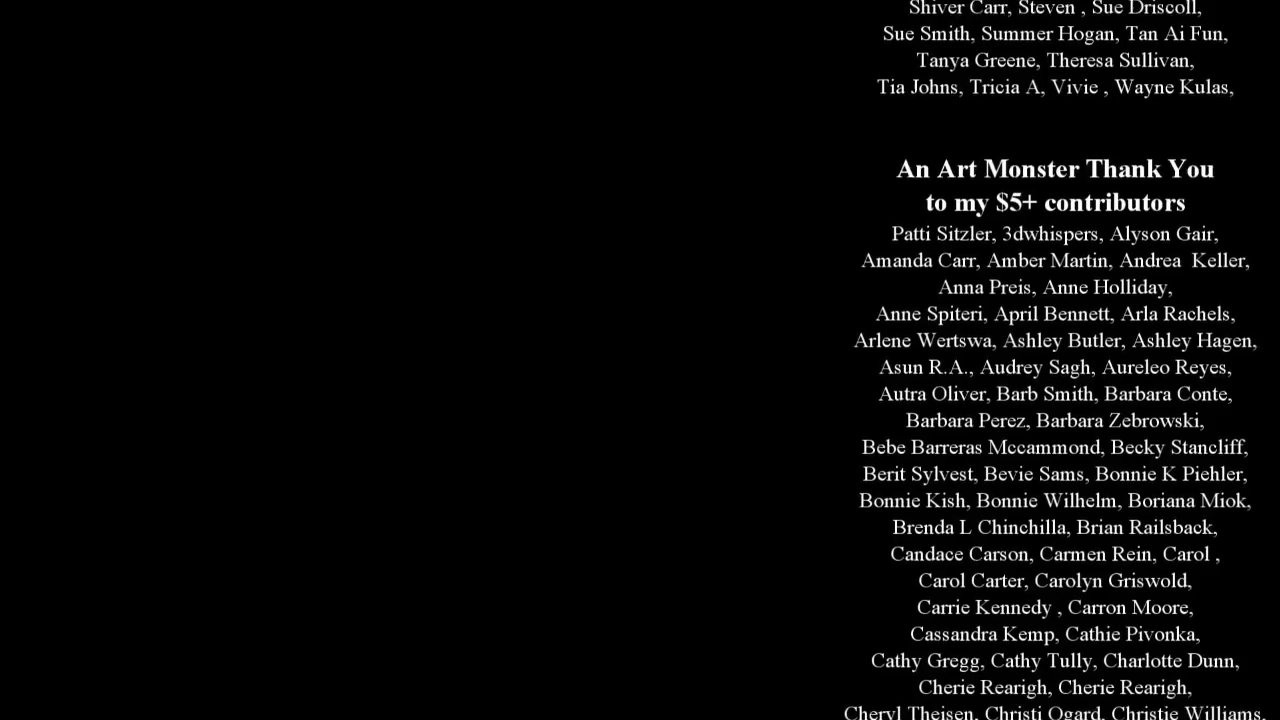 Shiver Carr, Steven , Sue Driscoll,
Sue Smith, Summer Hogan, Tan Ai Fun,
Tanya Greene, Theresa Sullivan,
Tia Johns, Tricia A, Vivie , Wayne Kulas,
An Art Monster Thank You
to my $5+ contributors
Patti Sitzler, 3dwhispers, Alyson Gair,
Amanda Carr, Amber Martin, Andrea  Keller,
Anna Preis, Anne Holliday,
Anne Spiteri, April Bennett, Arla Rachels,
Arlene Wertswa, Ashley Butler, Ashley Hagen,
Asun R.A., Audrey Sagh, Aureleo Reyes,
Autra Oliver, Barb Smith, Barbara Conte,
Barbara Perez, Barbara Zebrowski,
Bebe Barreras Mccammond, Becky Stancliff,
Berit Sylvest, Bevie Sams, Bonnie K Piehler,
Bonnie Kish, Bonnie Wilhelm, Boriana Miok,
Brenda L Chinchilla, Brian Railsback,
Candace Carson, Carmen Rein, Carol ,
Carol Carter, Carolyn Griswold,
Carrie Kennedy , Carron Moore,
Cassandra Kemp, Cathie Pivonka,
Cathy Gregg, Cathy Tully, Charlotte Dunn,
Cherie Rearigh, Cherie Rearigh,
Cheryl Theisen, Christi Ogard, Christie Williams,